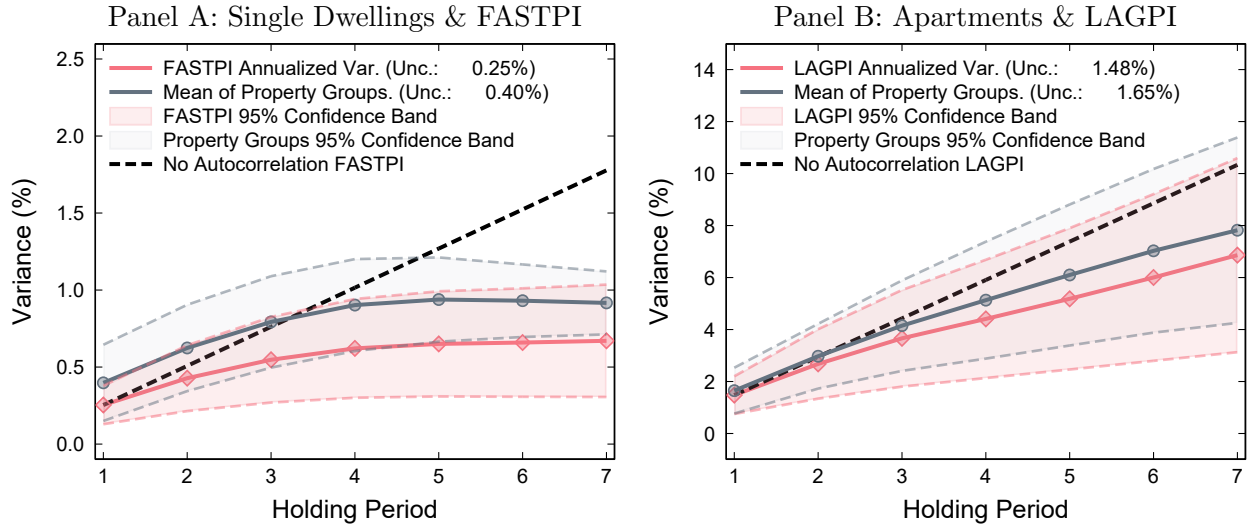 Panel A: Single Dwellings & FASTPI
2.5
2.0
1.5
1.0
0.5
0.0
Variance (%)
FASTPI Annualized Var. (Unc.: 0.25%)
Mean of Property Groups. (Unc.: 0.40%)
FASTPI 95% Confidence Band
Property Groups 95% Confidence Band
No Autocorrelation FASTPI
1 2 3 4 5 6 7
Holding Period
Panel B: Apartments & LAGPI
14
12
10
8
6
4
2
0
Variance (%)
LAGPI Annualized Var. (Unc.: 1.48%)
Mean of Property Groups. (Unc.: 1.65%)
LAGPI 95% Confidence Band
Property Groups 95% Confidence Band
No Autocorrelation LAGPI
1 2 3 4 5 6 7
Holding Period